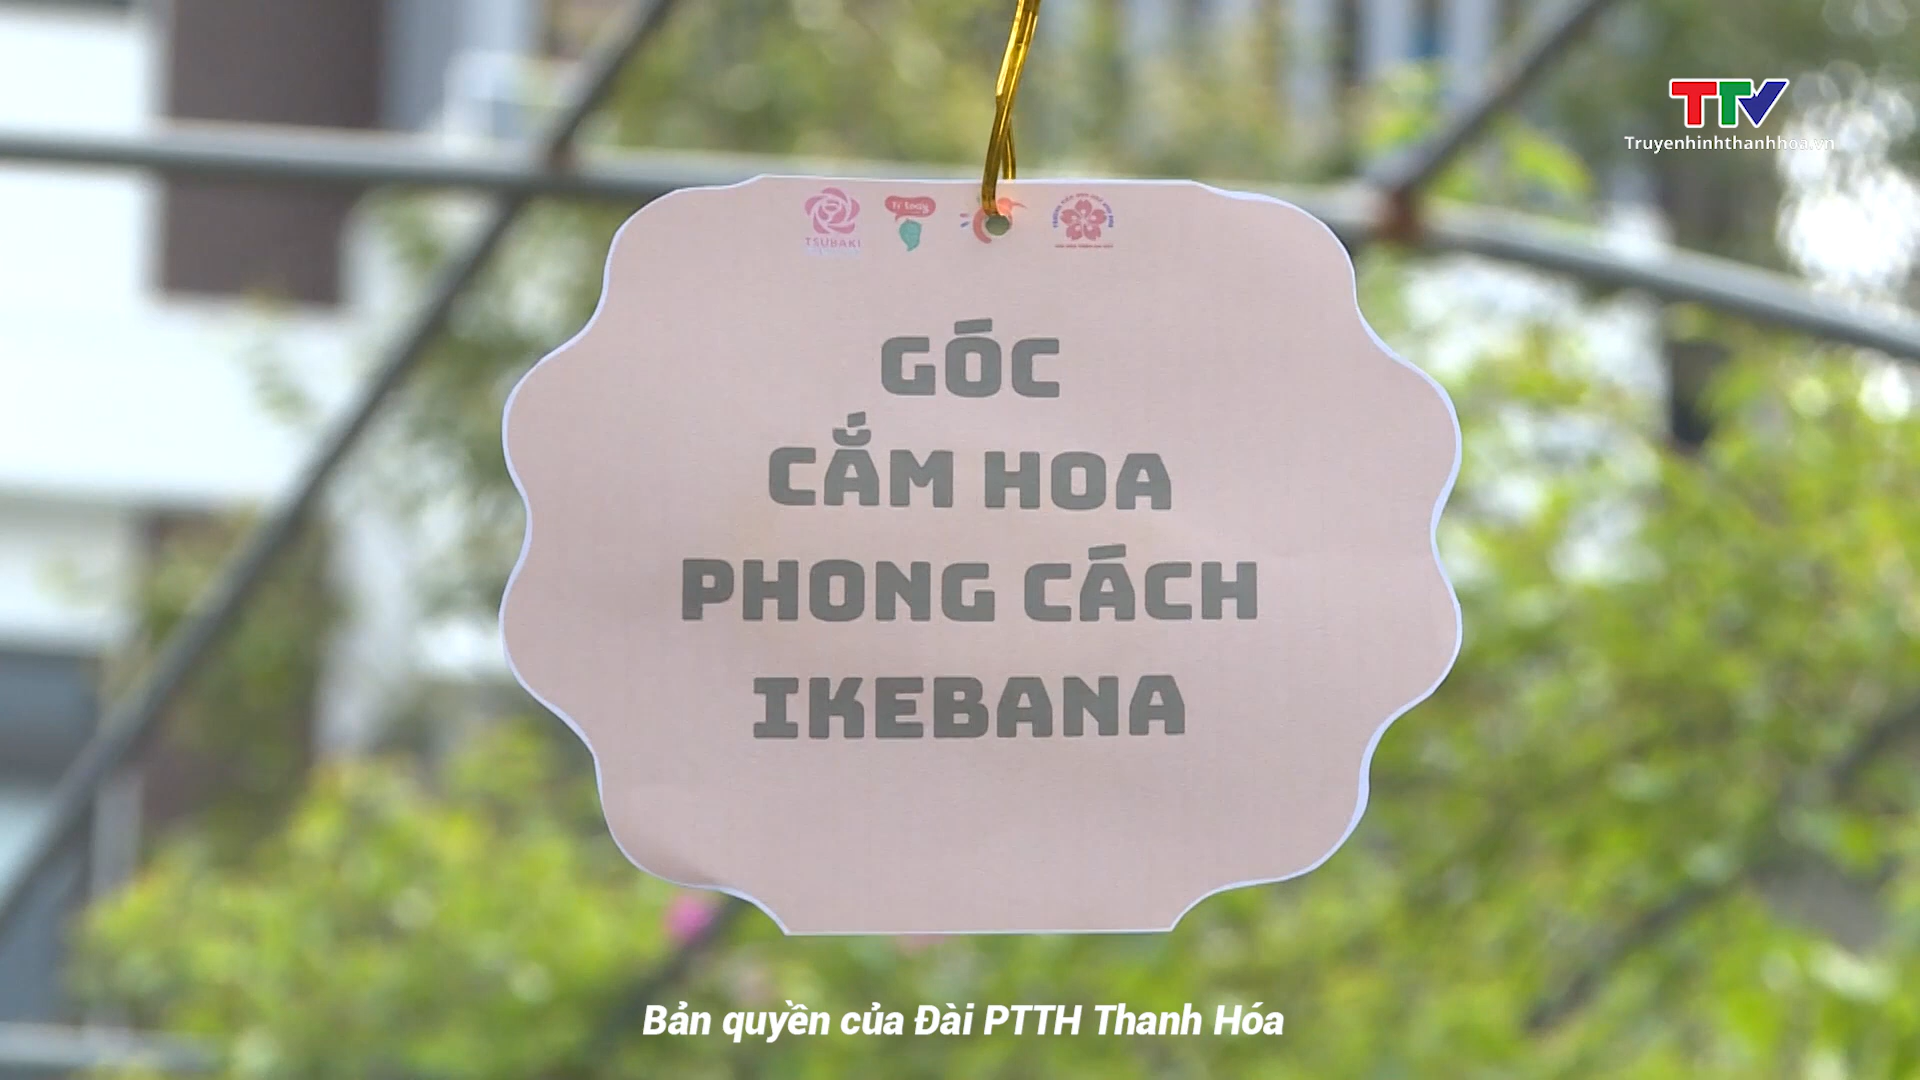 TTV
Truyenhinhthanhhoa.vn
TSUBAKI
GÓC
CẮM HOA
PHONG CÁCH
IKEBANA
Bản quyền của Đài PTTH Thanh Hóa